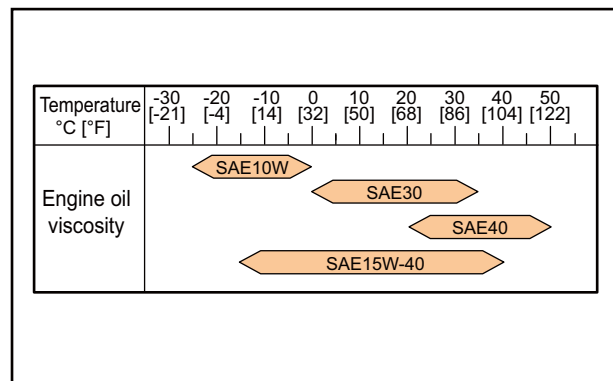 Temperature °C [°F]
-30 -20 -10 0 10 20 30 40 50
[-21] [-4] [14] [32] [50] [68] [86] [104] [122]
Engine oil viscosity
SAE10W
SAE30
SAE40
SAE15W-40